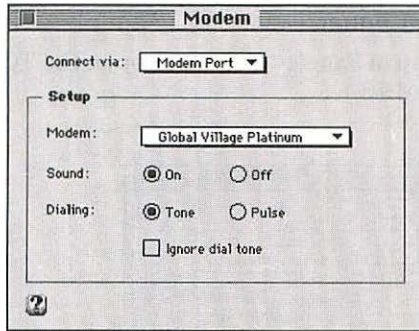 Modem
Connect via: Modem Port
Setup
Modem: Global Village Platinum
Sound: On Off
Dialing: Tone Pulse
Ignore dial tone
?